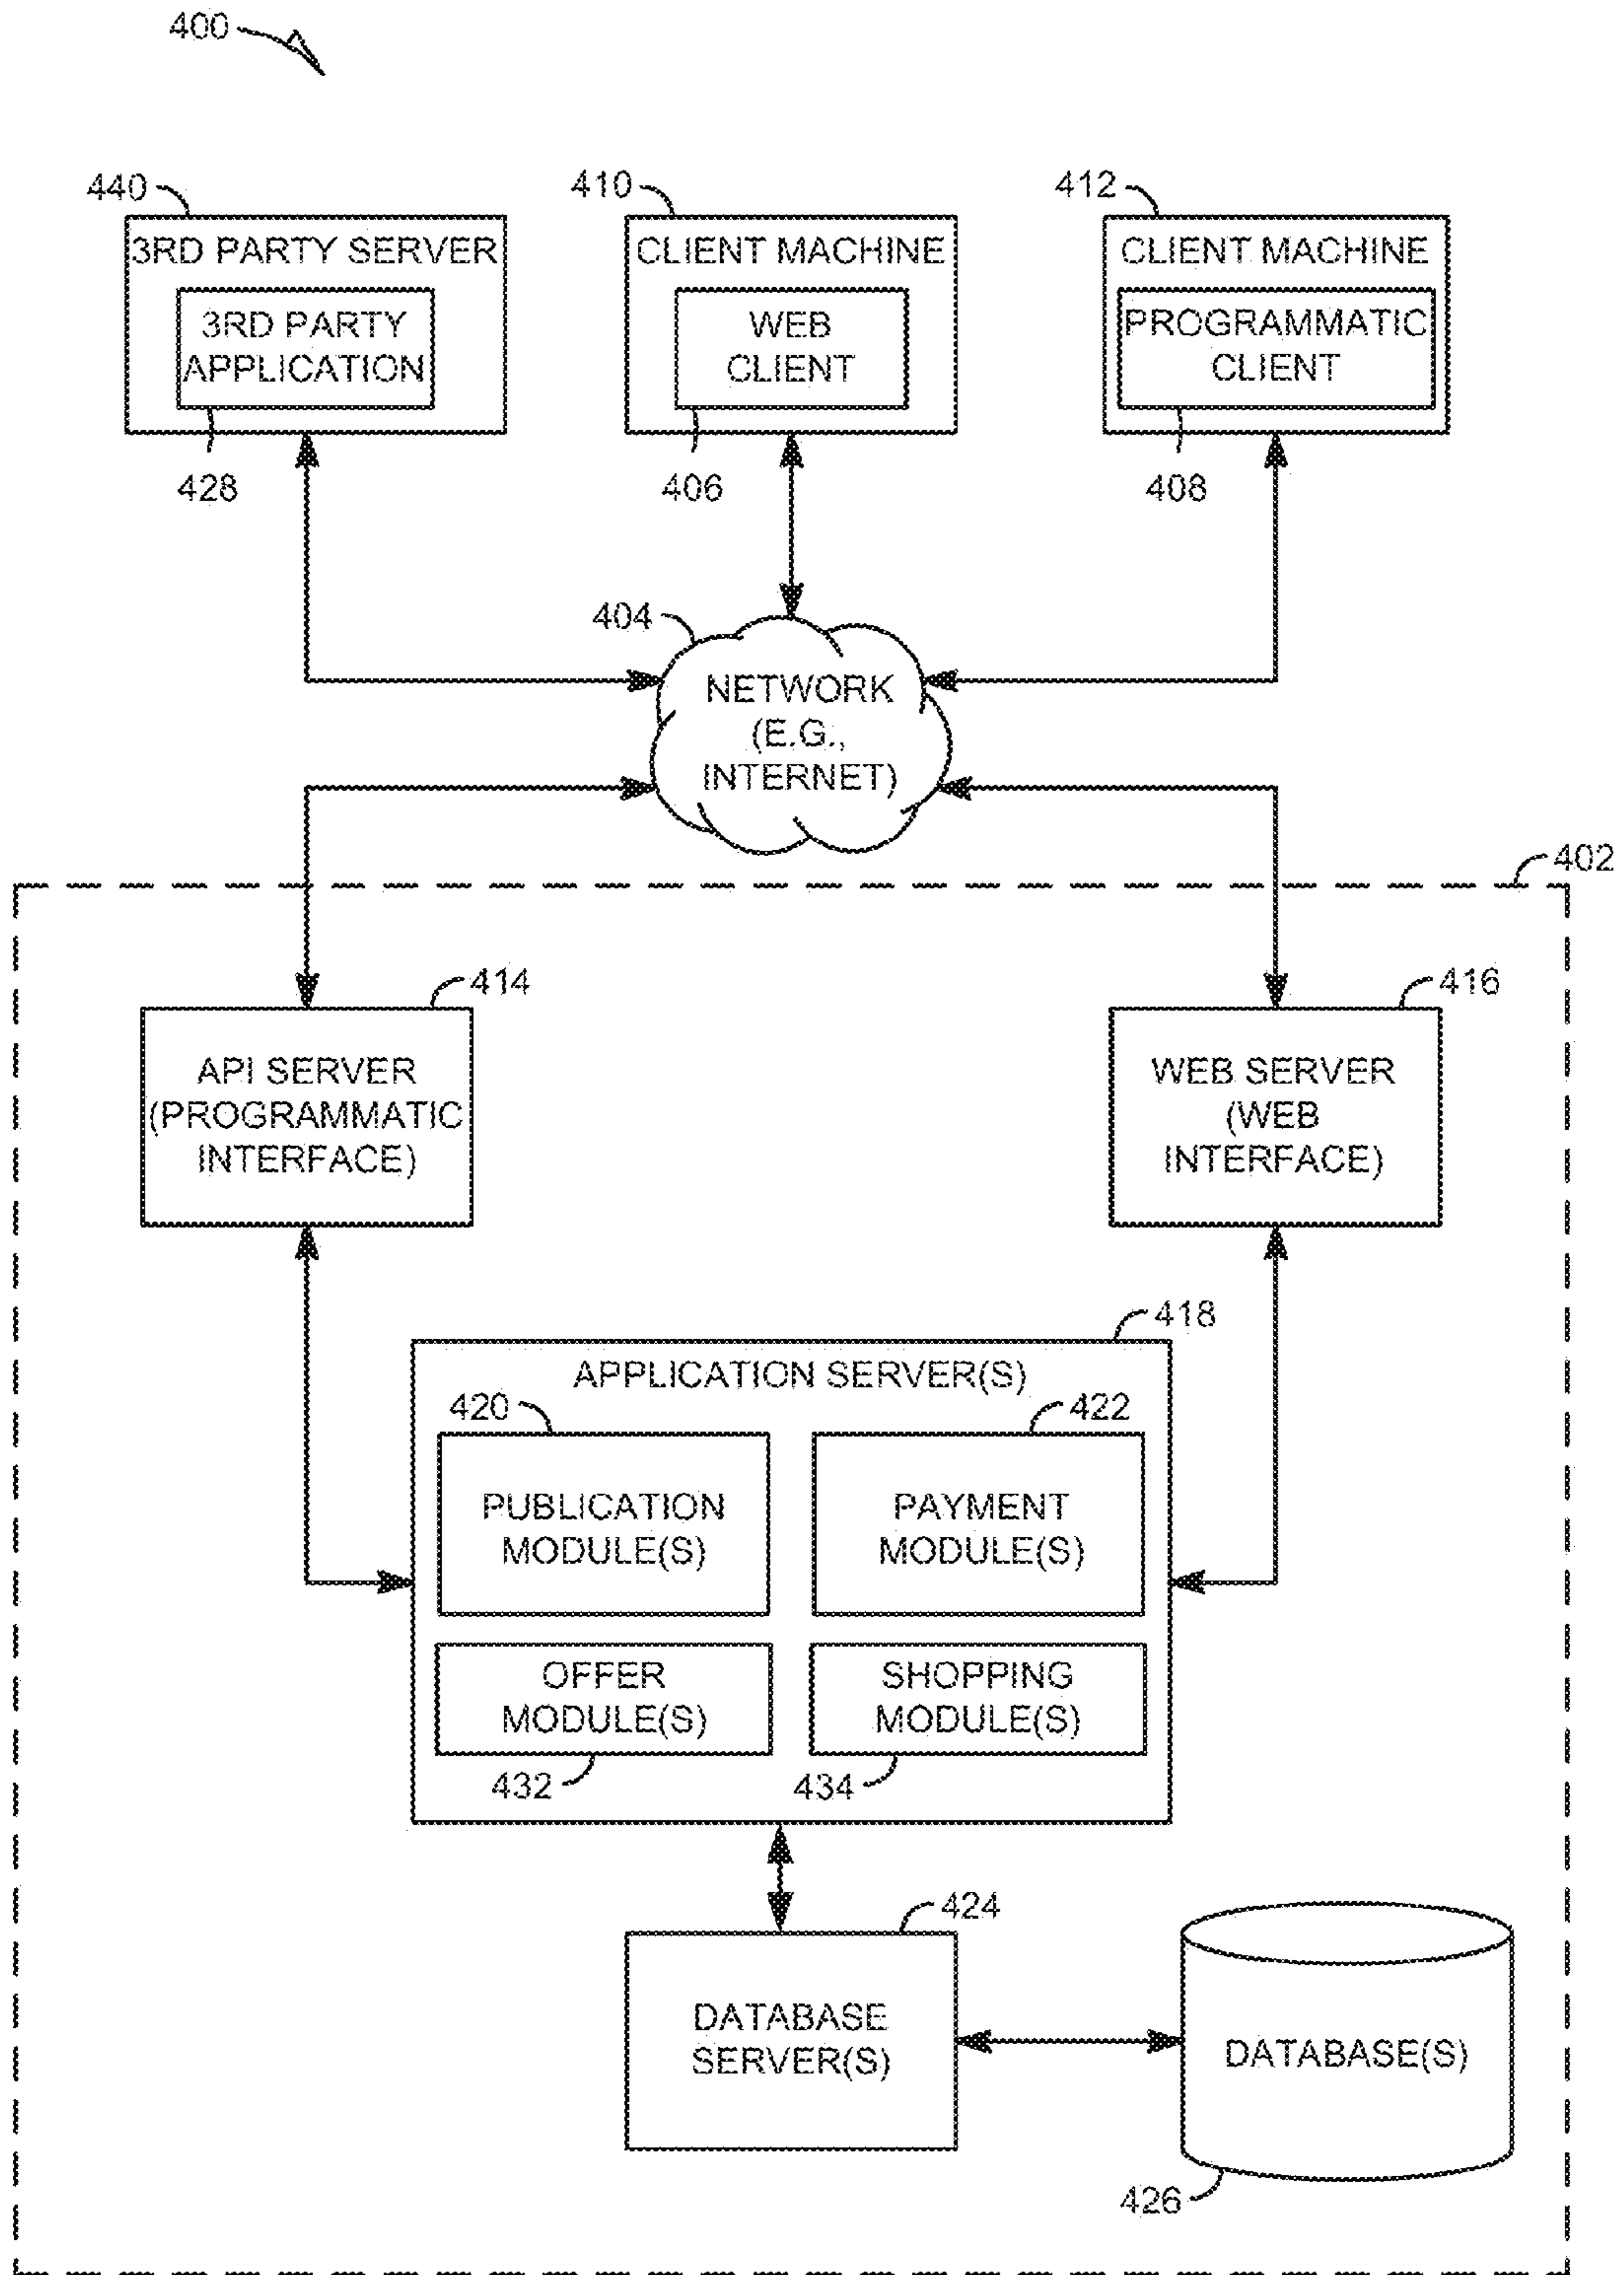 400
440
410
412
3RD PARTY SERVER
CLIENT MACHINE
CLIENT MACHINE
3RD PARTY
APPLICATION
WEB
CLIENT
PROGRAMMATIC
CLIENT
428
406
408
404
NETWORK
(E.G.,
INTERNET)
402
414
416
API SERVER
(PROGRAMMATIC
INTERFACE)
WEB SERVER
(WEB
INTERFACE)
418
APPLICATION SERVER(S)
420
422
PUBLICATION
MODULE(S)
PAYMENT
MODULE(S)
OFFER
MODULE(S)
SHOPPING
MODULE(S)
432
434
424
DATABASE
SERVER(S)
DATABASE(S)
426